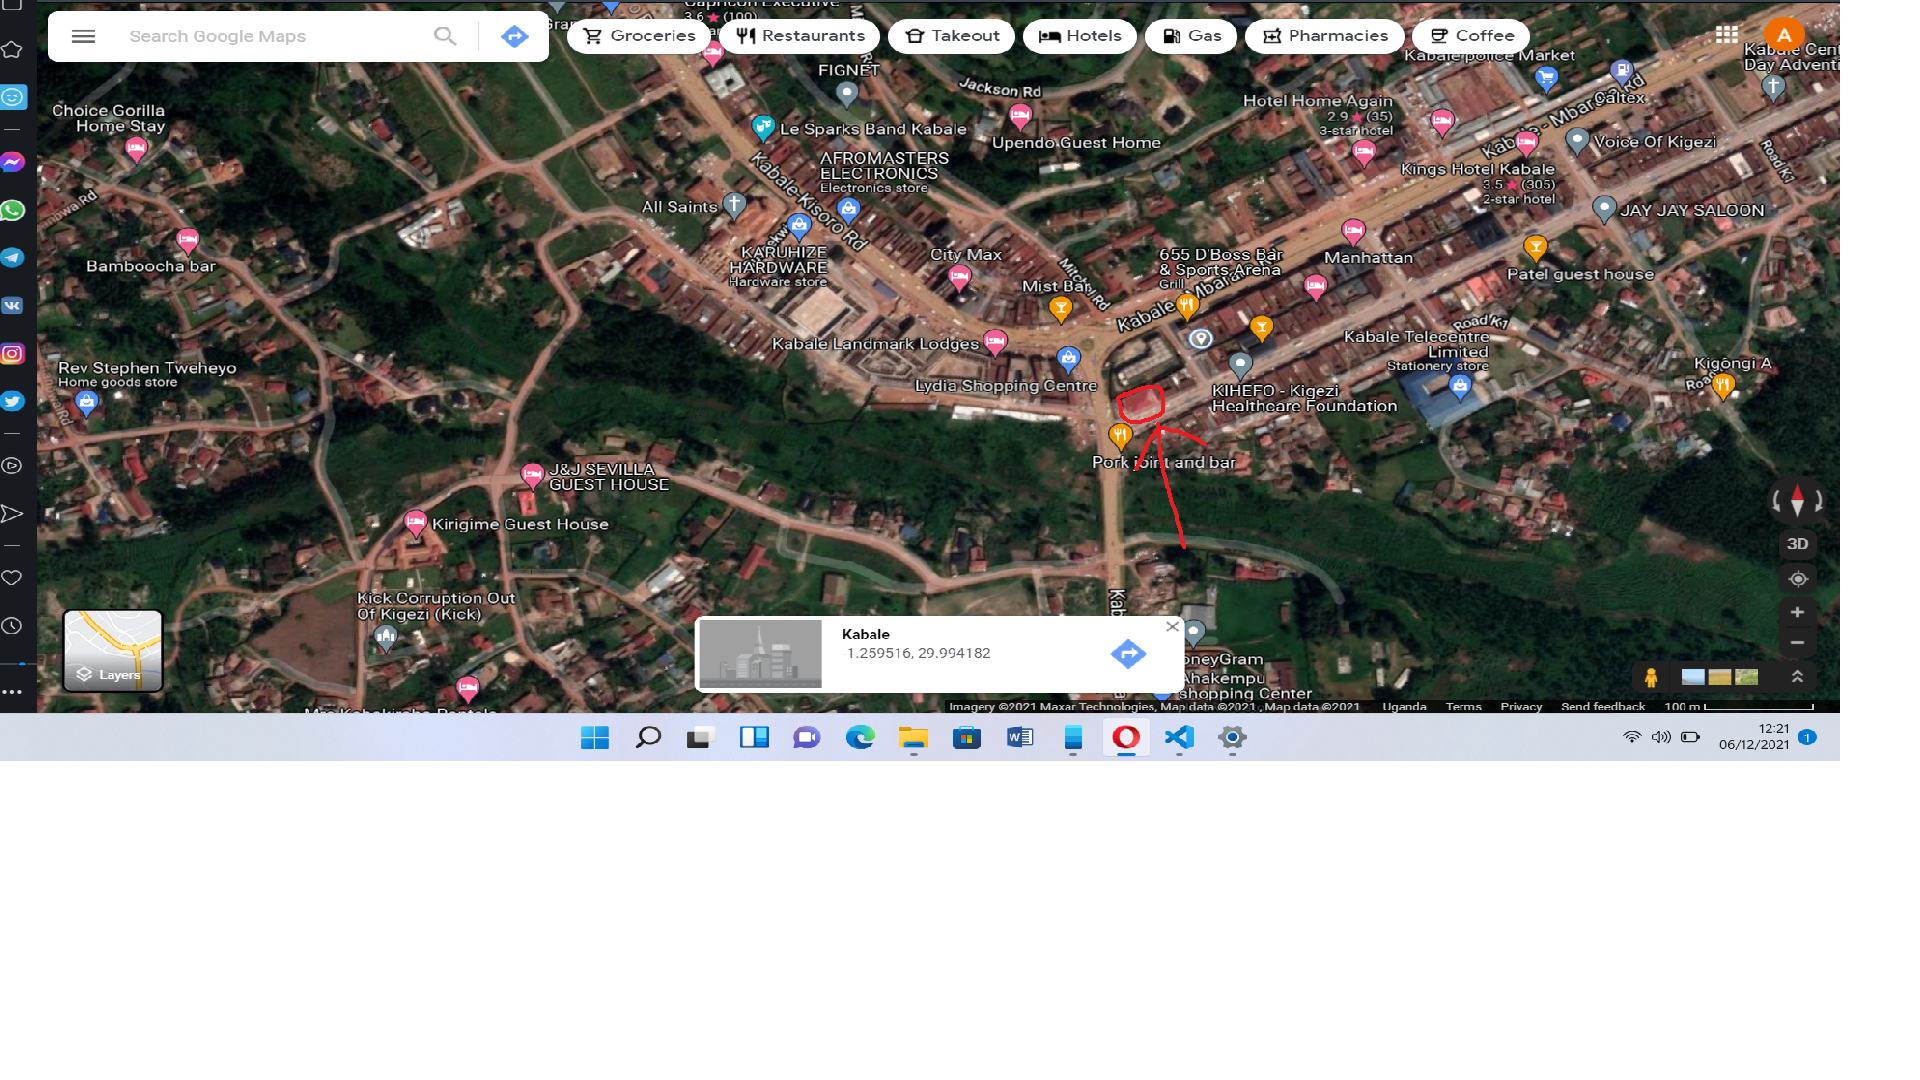 Capricorn Executive
3.6 (100)
Search Google Maps
Groceries
Restaurants
Takeout
Hotels
Gas
Pharmacies
Coffee
A
Kabale police Market
Day Adventi
FIGNET
Jackson Rd
Caltex
Choice Gorilla
Home Stay
Hotel Home Again
2.9 (35)
3-star hotel
Le Sparks Band Kabale
Upendo Guest Home
Voice Of Kigezi
Road K1
AFROMASTERS
ELECTRONICS
Electronics store
Kabale-Kisoro Rd
Kings Hotel Kabale
3.5 (305)
2-star hotel
All Saints
JAY JAY SALOON
KARUHIZE
HARDWARE
Hardware store
City Max
655 D'Boss Bar
& Sports Arena
Grill
Manhattan
Bamboocha bar
Mitchel Rd
Patel guest house
Mist Bar
Road K1
Kabale Landmark Lodges
Kabale Telecentre
Limited
Stationery store
Rev Stephen Tweheyo
Home goods store
Kigongi A
Lydia Shopping Centre
KIHEFO - Kigezi
Healthcare Foundation
Pork joint and bar
J&J SEVILLA
GUEST HOUSE
Kirigime Guest House
3D
Kick Corruption Out
Of Kigezi (Kick)
Kabale
-1.259516, 29.994182
Layers
Ahakempu
shopping Center
Imagery ©2021 Maxar Technologies, Map data ©2021 , Map data ©2021 Uganda Terms Privacy Send feedback 100 m
12:21
06/12/2021
1